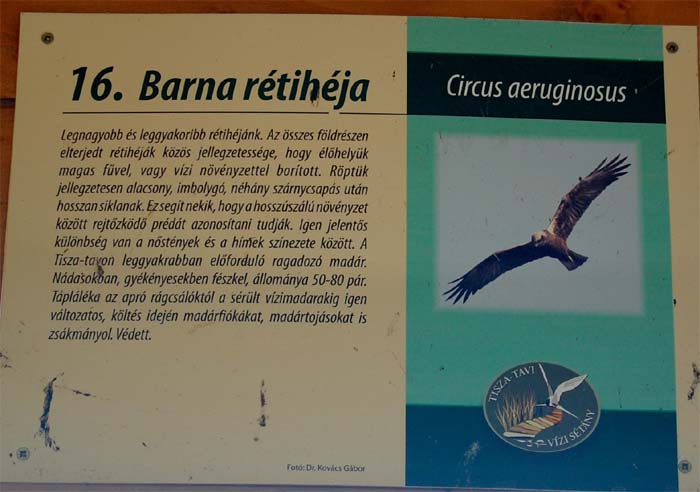 16. Barna rétihéja
Circus aeruginosus
Legnagyobb és leggyakoribb rétihéjánk. Az összes földrészen
elterjedt rétihéják közös jellegzetessége, hogy élőhelyük
magas fűvel, vagy vízi növényzettel borított. Röptük
jellegzetesen alacsony, imbolygó, néhány szárnycsapás után
hosszan siklanak. Ez segít nekik, hogy a hosszúszálú növényzet
között rejtőzködő prédát azonosítani tudják. Igen jelentős
különbség van a nőstények és a hímek színezete között. A
Tisza-tavon leggyakrabban előforduló ragadozó madár.
Nádasokban, gyékényesekben fészkel, állománya 50-80 pár.
Tápláléka az apró rágcsálóktól a sérült vízimadarakig igen
változatos, költés idején madárfiókákat, madártojásokat is
zsákmányol. Védett.
TISZA-TAVI
VÍZI SÉTÁNY
Fotó: Dr. Kovács Gábor